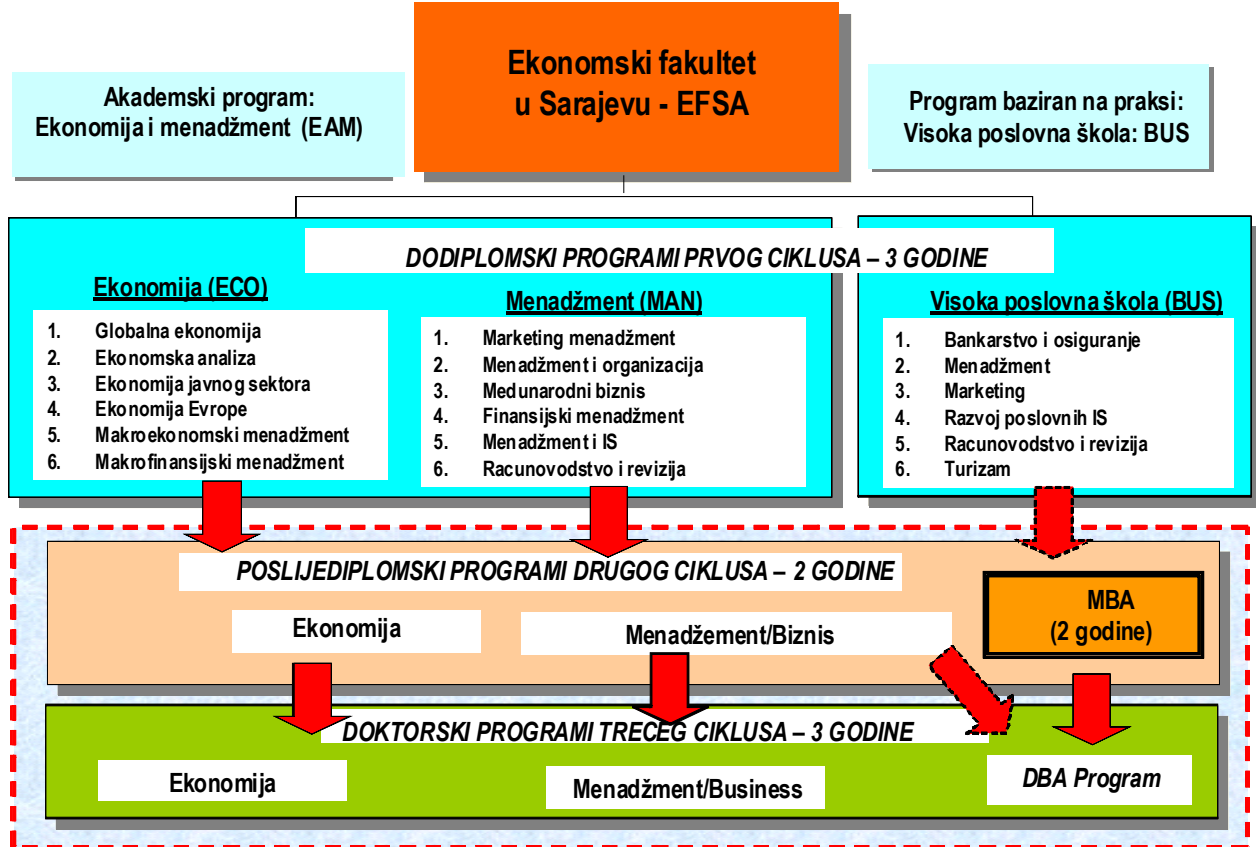 Ekonomski fakultet
u Sarajevu - EFSA
Akademski program:
Ekonomija i menadžment (EAM)
Program baziran na praksi:
Visoka poslovna škola: BUS
DODIPLOMSKI PROGRAMI PRVOG CIKLUSA – 3 GODINE
Ekonomija (ECO)
1. Globalna ekonomija
2. Ekonomska analiza
3. Ekonomija javnog sektora
4. Ekonomija Evrope
5. Makroekonomski menadžment
6. Makrofinansijski menadžment
Menadžment (MAN)
1. Marketing menadžment
2. Menadžment i organizacija
3. Medunarodni biznis
4. Finansijski menadžment
5. Menadžment i IS
6. Racunovodstvo i revizija
Visoka poslovna škola (BUS)
1. Bankarstvo i osiguranje
2. Menadžment
3. Marketing
4. Razvoj poslovnih IS
5. Racunovodstvo i revizija
6. Turizam
POSLIJEDIPLOMSKI PROGRAMI DRUGOG CIKLUSA – 2 GODINE
Ekonomija
Menadžement/Biznis
MBA
(2 godine)
DOKTORSKI PROGRAMI TRECEG CIKLUSA – 3 GODINE
Ekonomija
Menadžment/Business
DBA Program